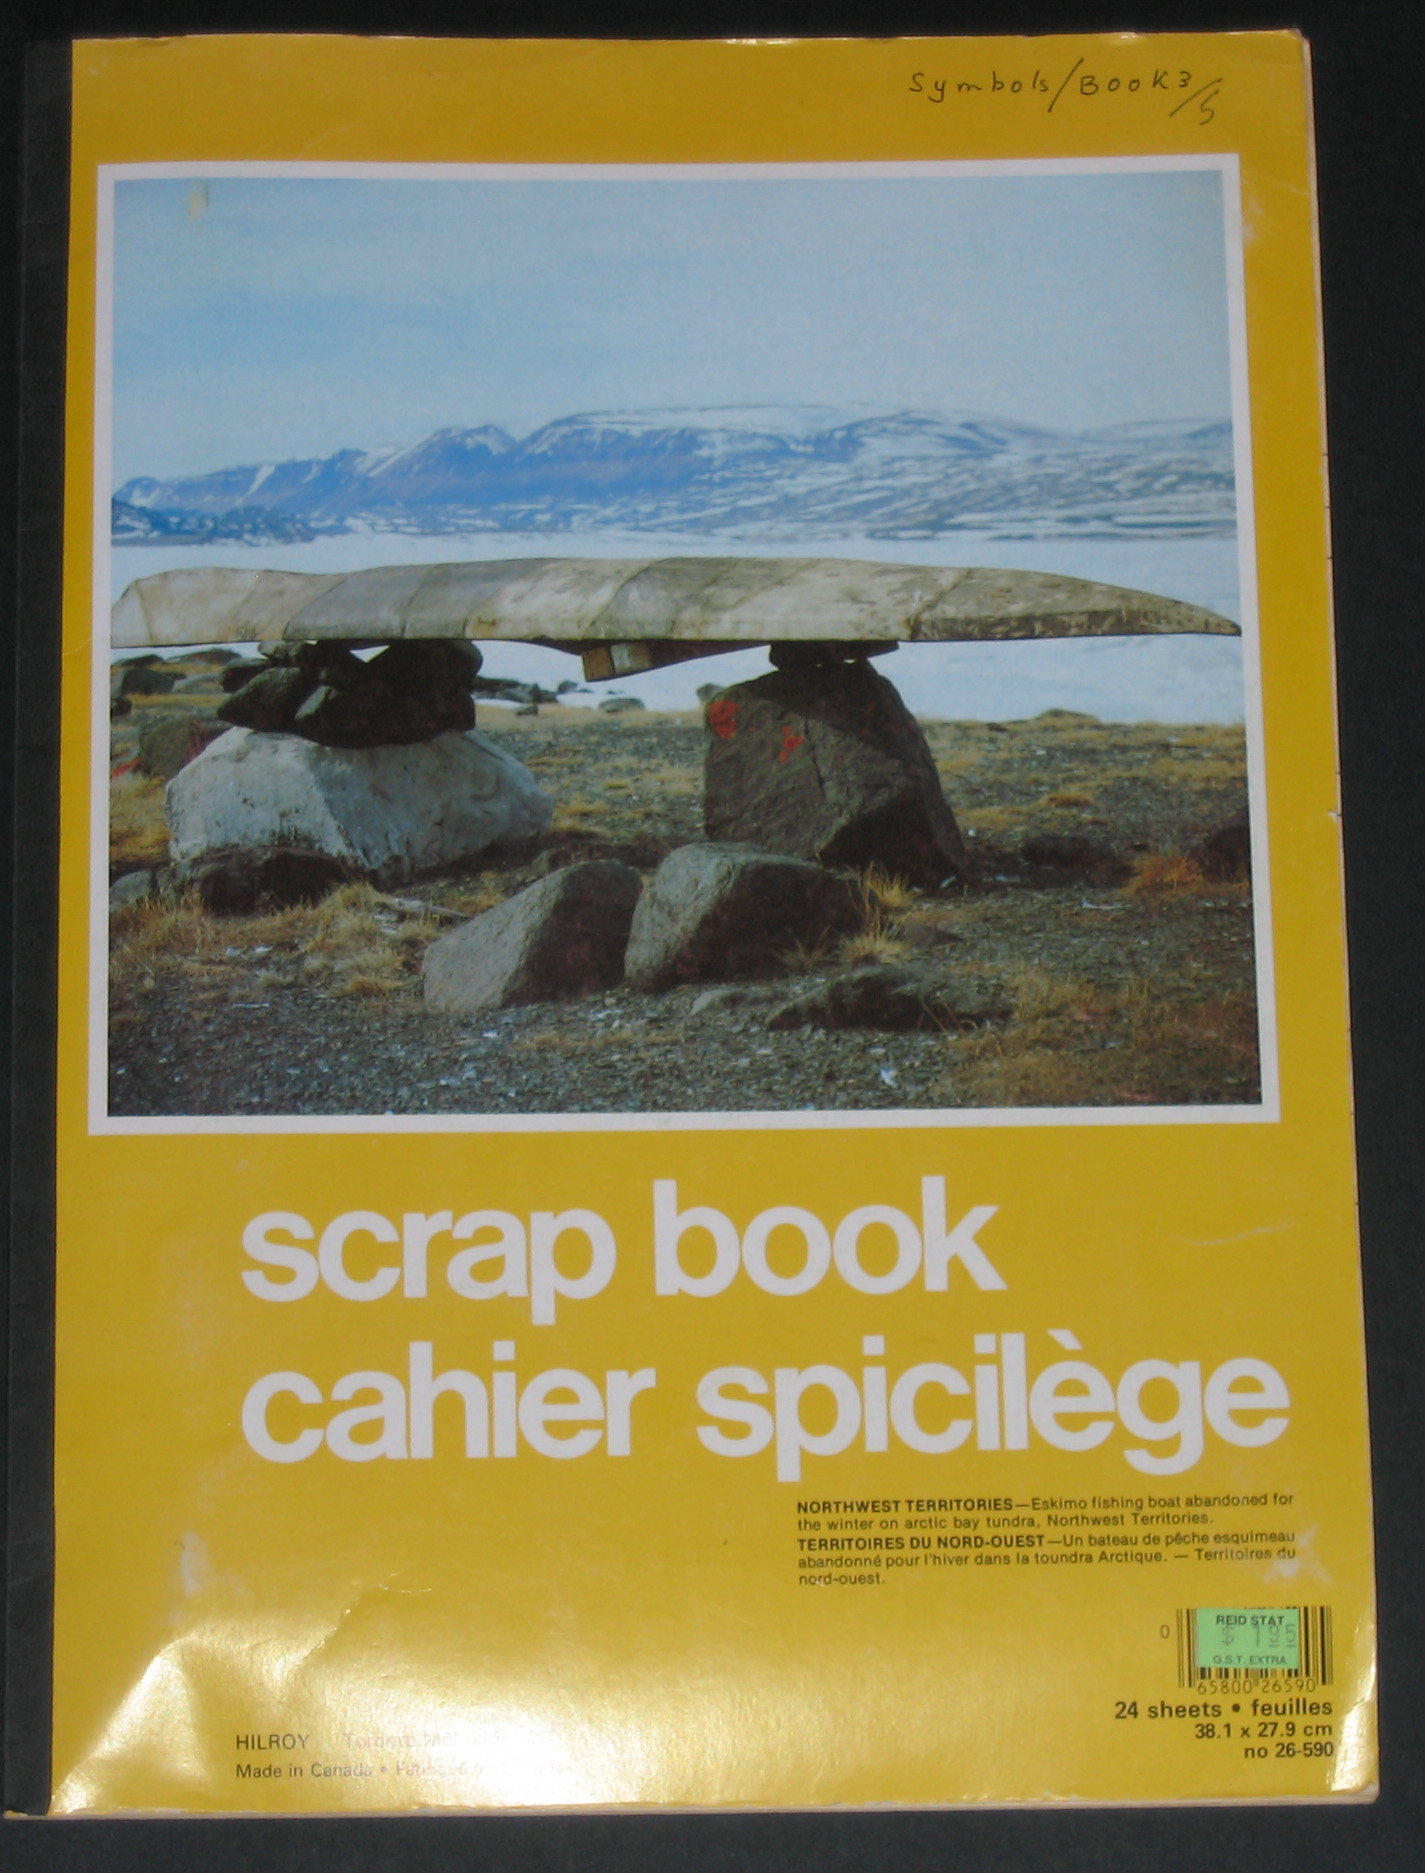 Symbols/Book 3/5
scrap book
cahier spicilège
NORTHWEST TERRITORIES—Eskimo fishing boat abandoned for
the winter on arctic bay tundra, Northwest Territories.
TERRITOIRES DU NORD-OUEST—Un bateau de pêche esquimeau
abandonné pour l'hiver dans la toundra Arctique. — Territoires du
nord-ouest.
REID STAT
$ 1.95
G.S.T. EXTRA
0 65800 26590
24 sheets • feuilles
38.1 x 27.9 cm
no 26-590
HILROY Toronto
Made in Canada •